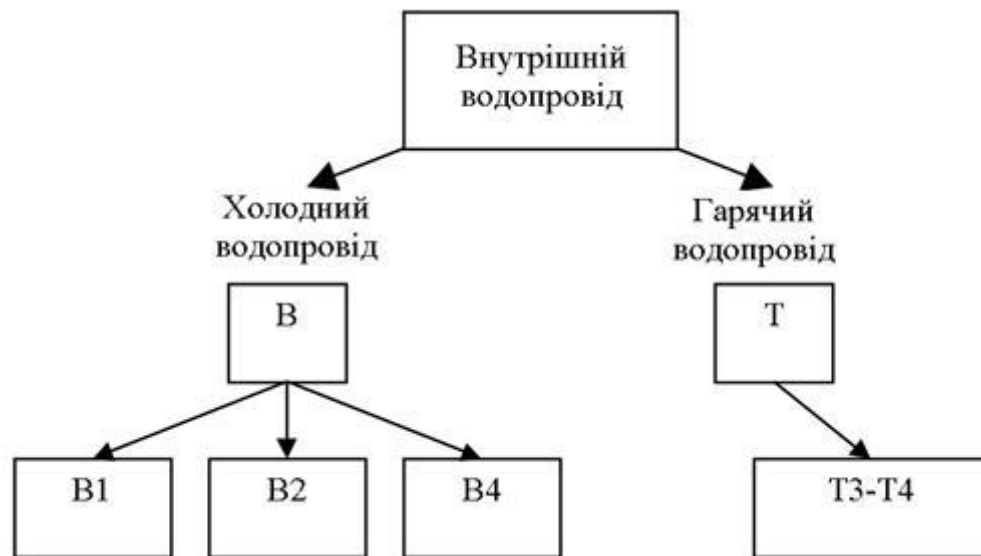 Внутрішній
водопровід
Холодний
водопровід
Гарячий
водопровід
В
Т
В1
В2
В4
Т3-Т4